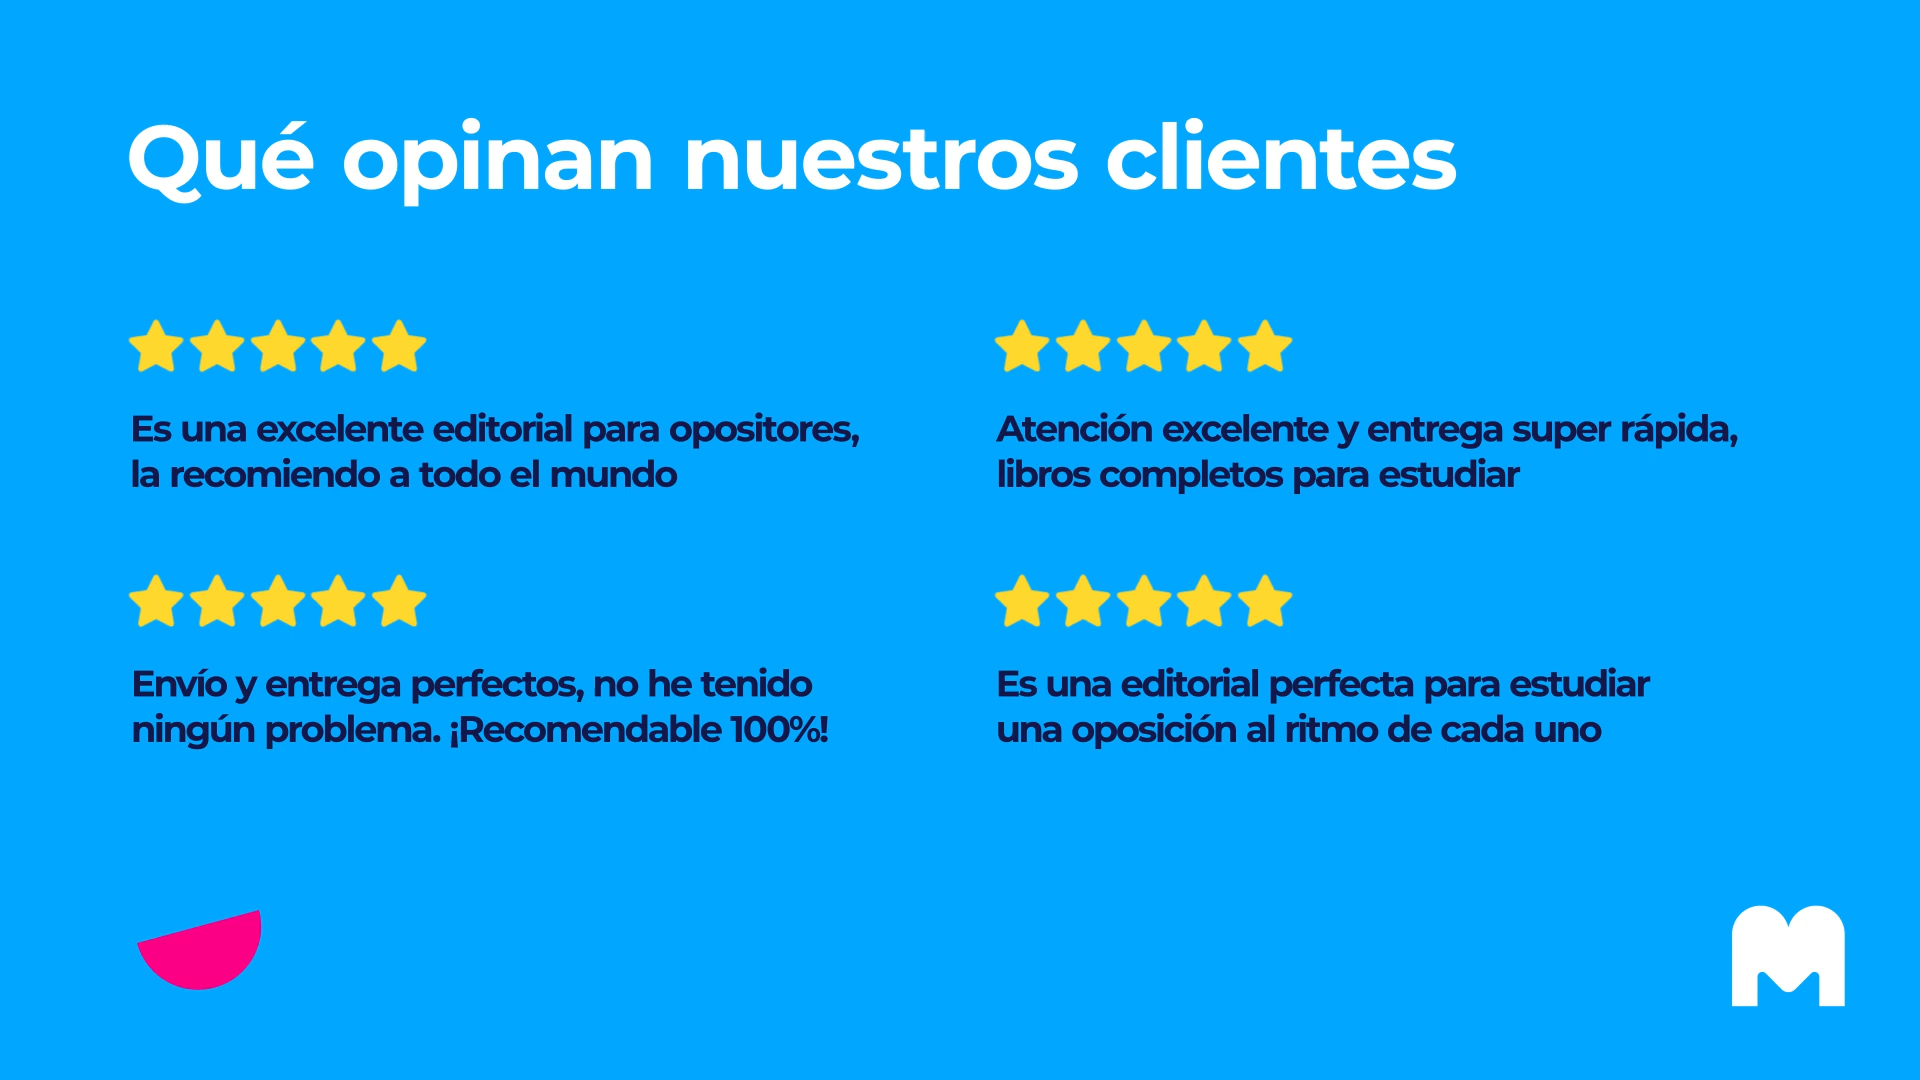 Qué opinan nuestros clientes
Es una excelente editorial para opositores,
la recomiendo a todo el mundo
Atención excelente y entrega super rápida,
libros completos para estudiar
Envío y entrega perfectos, no he tenido
ningún problema. ¡Recomendable 100%!
Es una editorial perfecta para estudiar
una oposición al ritmo de cada uno
M